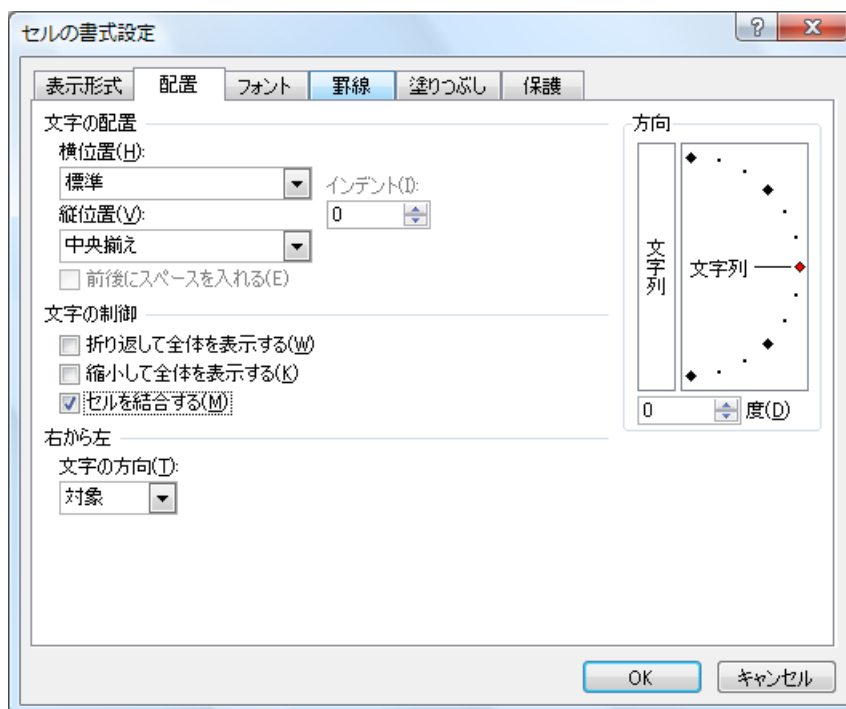 セルの書式設定
表示形式 配置 フォント 罫線 塗りつぶし 保護
文字の配置
横位置(H):
標準
インデント(I):
0
縦位置(V):
中央揃え
前後にスペースを入れる(E)
文字の制御
折り返して全体を表示する(W)
縮小して全体を表示する(K)
セルを結合する(M)
右から左
文字の方向(T):
対象
方向
文字列
文字列
0 度(D)
OK キャンセル